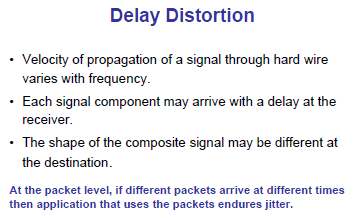 Delay Distortion
• Velocity of propagation of a signal through hard wire
varies with frequency.
• Each signal component may arrive with a delay at the
receiver.
• The shape of the composite signal may be different at
the destination.
At the packet level, if different packets arrive at different times
then application that uses the packets endures jitter.